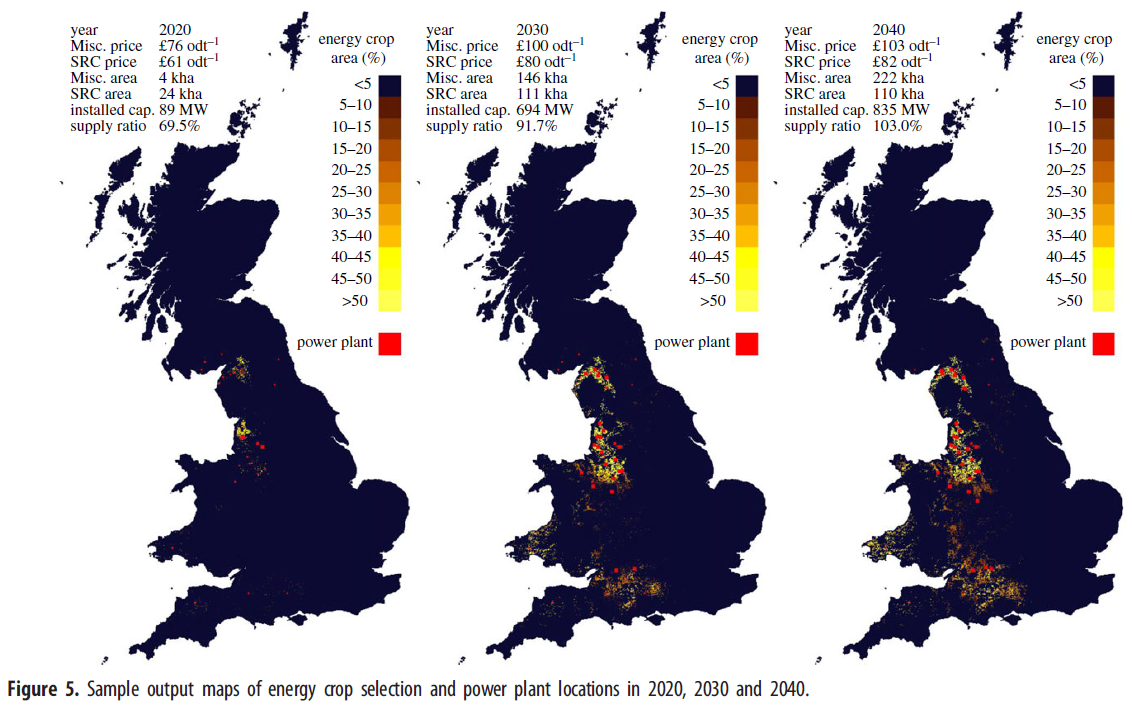 year 2020
Misc. price £76 odt⁻¹
SRC price £61 odt⁻¹
Misc. area 4 kha
SRC area 24 kha
installed cap. 89 MW
supply ratio 69.5%
energy crop
area (%)
<5
5–10
10–15
15–20
20–25
25–30
30–35
35–40
40–45
45–50
>50
power plant
year 2030
Misc. price £100 odt⁻¹
SRC price £80 odt⁻¹
Misc. area 146 kha
SRC area 111 kha
installed cap. 694 MW
supply ratio 91.7%
energy crop
area (%)
<5
5–10
10–15
15–20
20–25
25–30
30–35
35–40
40–45
45–50
>50
power plant
year 2040
Misc. price £103 odt⁻¹
SRC price £82 odt⁻¹
Misc. area 222 kha
SRC area 110 kha
installed cap. 835 MW
supply ratio 103.0%
energy crop
area (%)
<5
5–10
10–15
15–20
20–25
25–30
30–35
35–40
40–45
45–50
>50
power plant
Figure 5. Sample output maps of energy crop selection and power plant locations in 2020, 2030 and 2040.